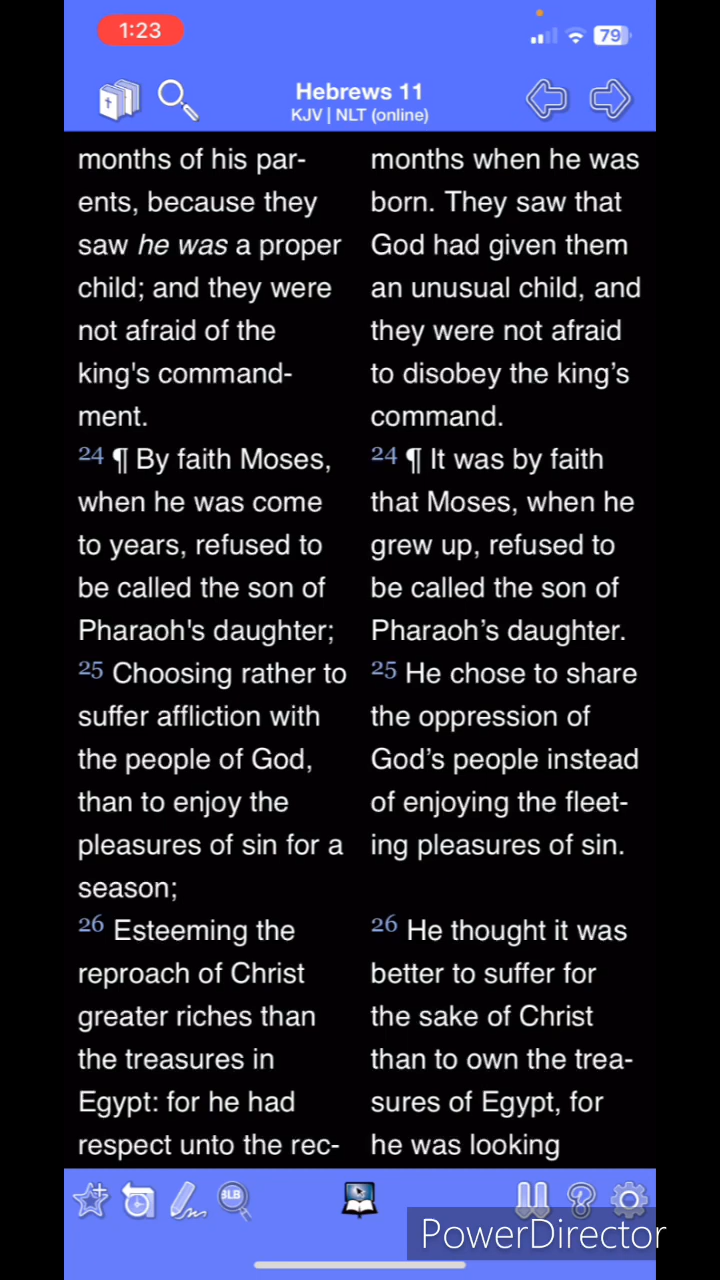 1:23
79
Hebrews 11
KJV | NLT (online)
months of his par-
ents, because they
saw he was a proper
child; and they were
not afraid of the
king's command-
ment.
24 ¶ By faith Moses,
when he was come
to years, refused to
be called the son of
Pharaoh's daughter;
25 Choosing rather to
suffer affliction with
the people of God,
than to enjoy the
pleasures of sin for a
season;
26 Esteeming the
reproach of Christ
greater riches than
the treasures in
Egypt: for he had
respect unto the rec-
months when he was
born. They saw that
God had given them
an unusual child, and
they were not afraid
to disobey the king’s
command.
24 ¶ It was by faith
that Moses, when he
grew up, refused to
be called the son of
Pharaoh’s daughter.
25 He chose to share
the oppression of
God’s people instead
of enjoying the fleet-
ing pleasures of sin.
26 He thought it was
better to suffer for
the sake of Christ
than to own the trea-
sures of Egypt, for
he was looking
BLB
PowerDirector